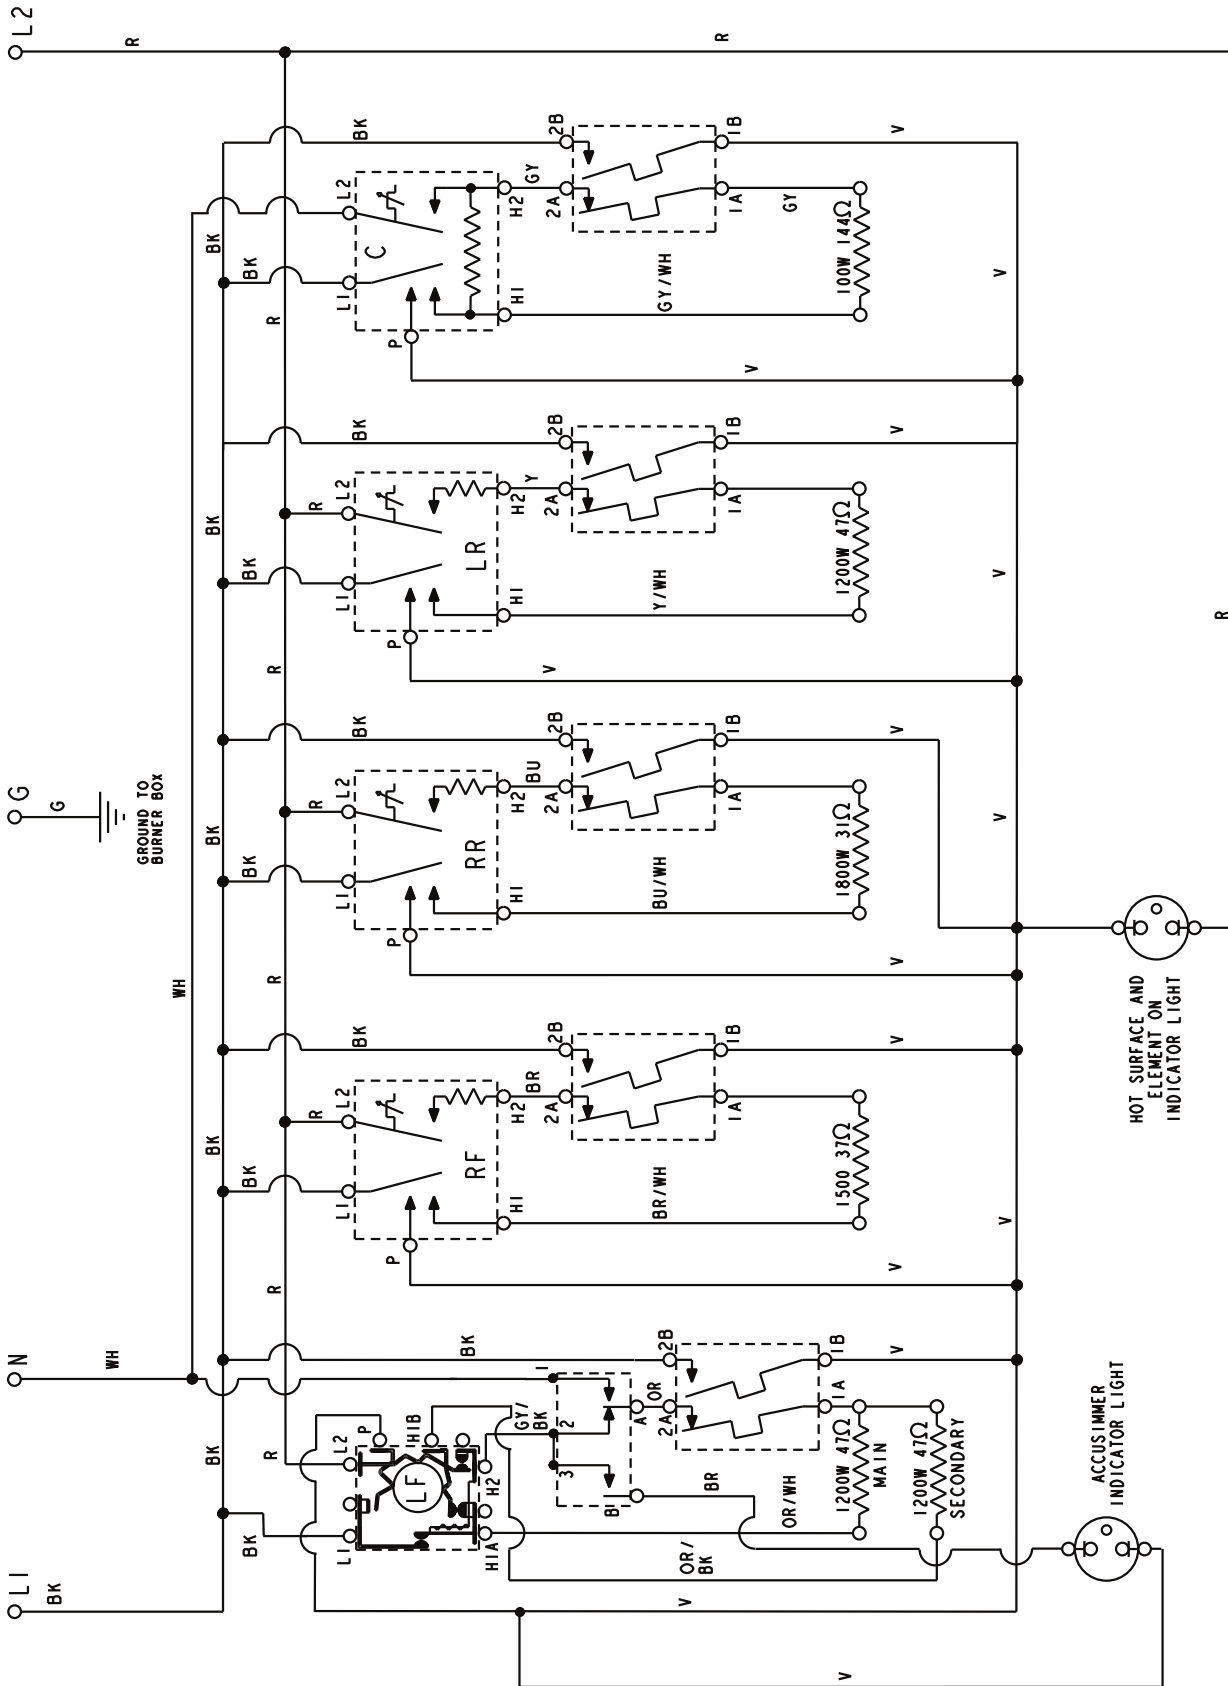 L2
R
R
BK
2B
1B
V
BK
L2
C
H2
GY
2A
1A
GY
100W 144Ω
BK
L1
H1
GY/WH
V
R
P
V
BK
2B
1B
V
BK
R
L2
LR
H2
Y
2A
1A
1200W 47Ω
BK
L1
H1
Y/WH
V
R
P
V
R
BK
2B
1B
V
G
G
GROUND TO
BURNER BOX
BK
R
L2
RR
H2
BU
2A
1A
1800W 31Ω
V
BK
L1
H1
BU/WH
P
V
WH
R
HOT SURFACE AND
ELEMENT ON
INDICATOR LIGHT
BK
2B
1B
V
BK
R
L2
RF
H2
BR
2A
1A
1500 37Ω
BK
L1
H1
BR/WH
V
R
P
V
N
WH
BK
2B
1B
V
1
2
3
GY/
BK
A
OR
2A
1A
B
BK
R
L2
P
H1B
LF
H2
L1
H1A
BK
BR
OR/WH
OR/
BK
1200W 47Ω
MAIN
1200W 47Ω
SECONDARY
ACCUSIMMER
INDICATOR LIGHT
L1
BK
V
V